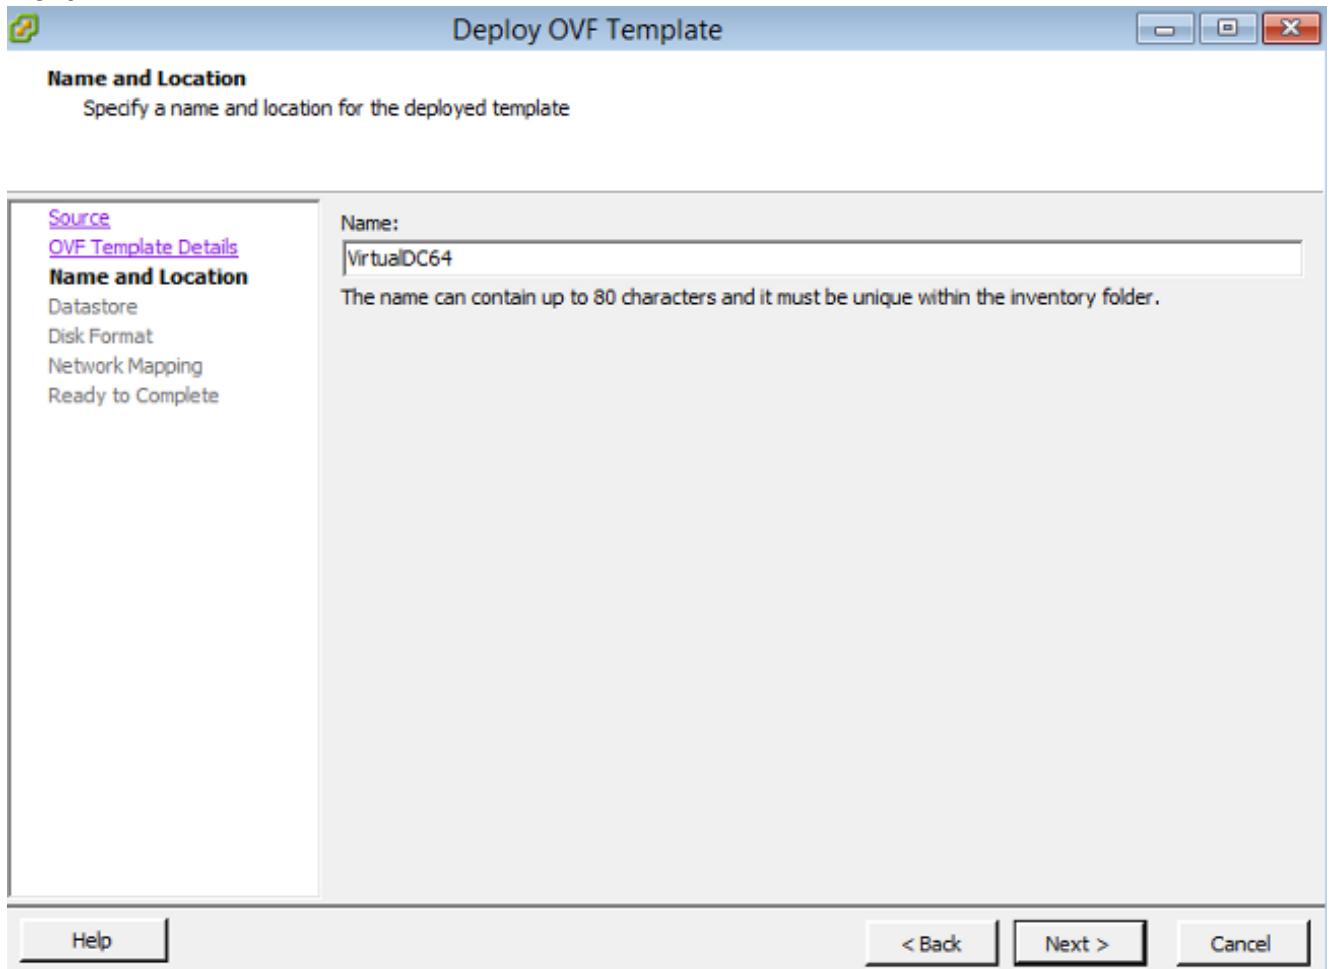 Deploy OVF Template
Name and Location
Specify a name and location for the deployed template
Source
OVF Template Details
Name and Location
Datastore
Disk Format
Network Mapping
Ready to Complete
Name:
VirtualDC64
The name can contain up to 80 characters and it must be unique within the inventory folder.
Help
< Back
Next >
Cancel